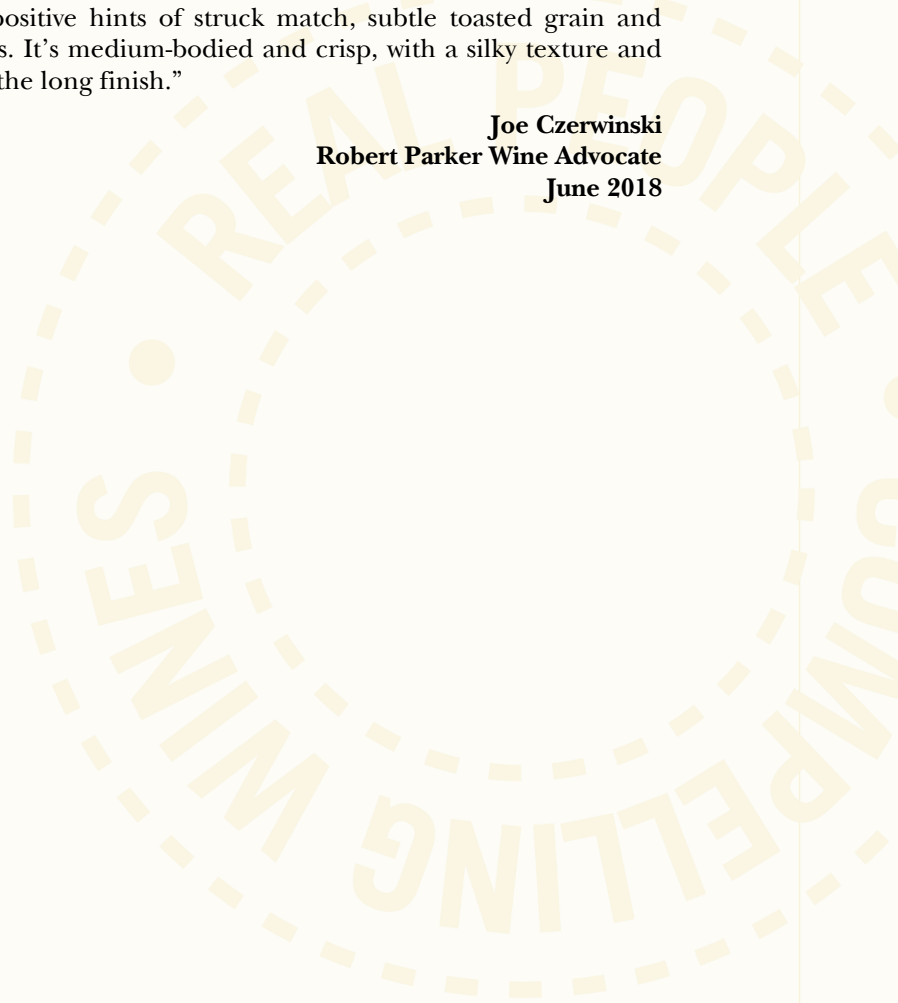 positive hints of struck match, subtle toasted grain and
s. It’s medium-bodied and crisp, with a silky texture and
the long finish.”
Joe Czerwinski
Robert Parker Wine Advocate
June 2018
REAL PEOPLE • COMPELLING WINES •